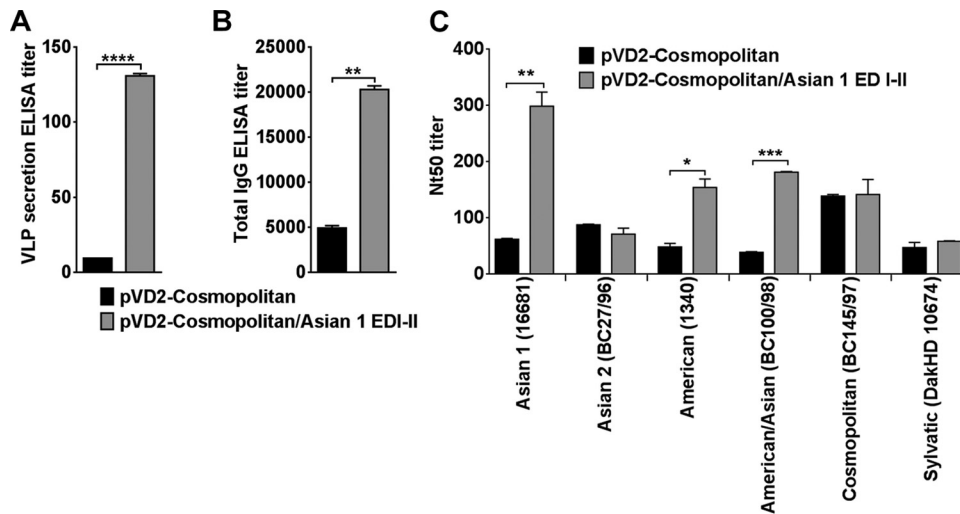 A
VLP secretion ELISA titer
150
100
50
0
****
B
Total IgG ELISA titer
25000
20000
15000
10000
5000
0
**
pVD2-Cosmopolitan
pVD2-Cosmopolitan/Asian 1 EDI-II
C
Nt50 titer
400
300
200
100
0
pVD2-Cosmopolitan
pVD2-Cosmopolitan/Asian 1 ED I-II
**
*
***
Asian 1 (16681)
Asian 2 (BC27/96)
American (1340)
American/Asian (BC100/98)
Cosmopolitan (BC145/97)
Sylvatic (DakHD 10674)